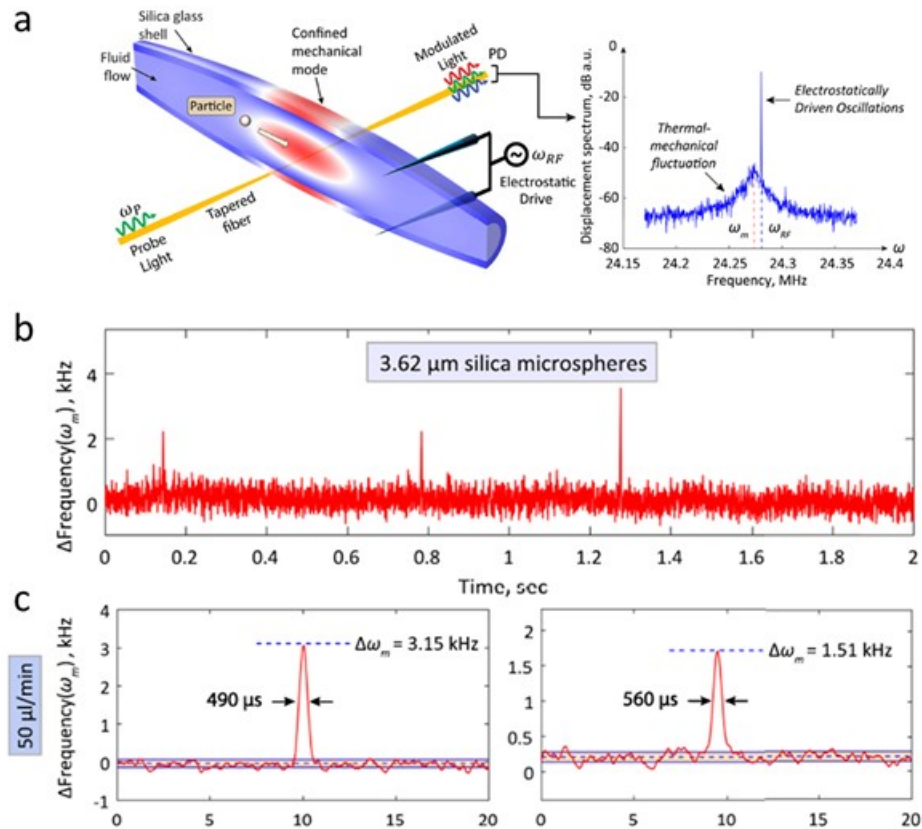 a
Silica glass
shell
Fluid
flow
Particle
Confined
mechanical
mode
Modulated
Light
PD
ω_RF
Electrostatic
Drive
ω_P
Probe
Light
Tapered
fiber
Displacement spectrum, dB a.u.
0
-20
-40
-60
-80
Electrostatically
Driven Oscillations
Thermal-
mechanical
fluctuation
ω_m
ω_RF
ω
24.15 24.2 24.25 24.3 24.35 24.4
Frequency, MHz
b
3.62 µm silica microspheres
ΔFrequency(ω_m), kHz
4
2
0
0 0.2 0.4 0.6 0.8 1 1.2 1.4 1.6 1.8 2
Time, sec
c
50 µl/min
ΔFrequency(ω_m), kHz
4
3
2
1
0
-1
Δω_m = 3.15 kHz
490 µs
0 5 10 15 20
2
1.5
1
0.5
0
Δω_m = 1.51 kHz
560 µs
0 5 10 15 20